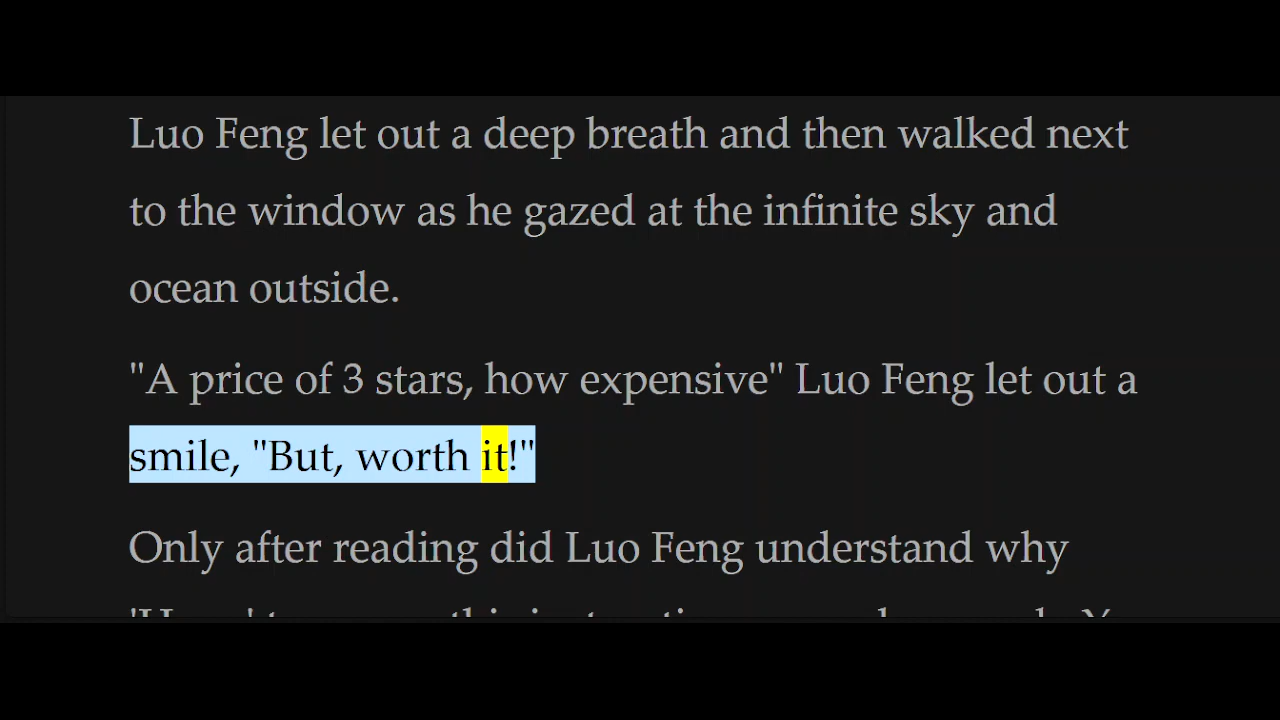 Luo Feng let out a deep breath and then walked next
to the window as he gazed at the infinite sky and
ocean outside.
"A price of 3 stars, how expensive" Luo Feng let out a
smile, "But, worth it!"
Only after reading did Luo Feng understand why